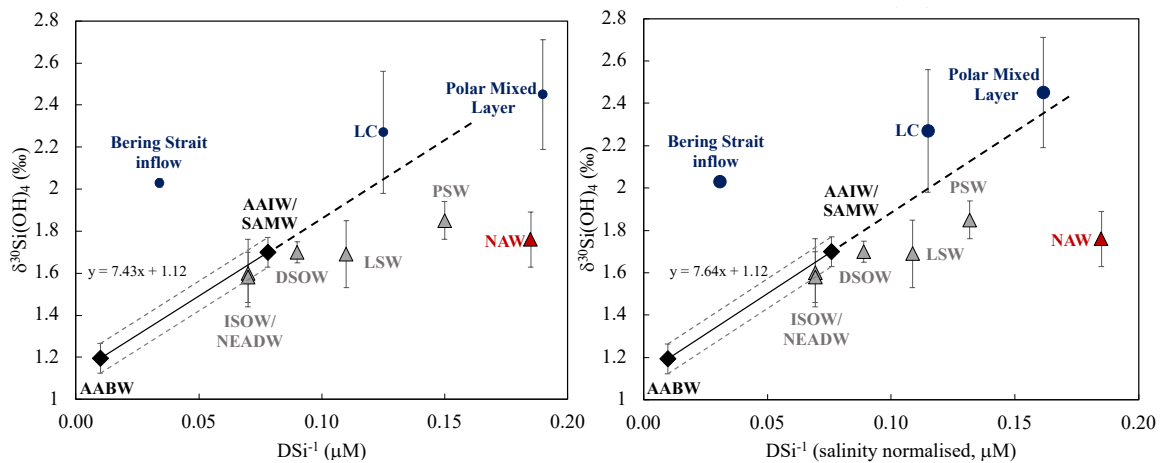 2.8
2.6
2.4
2.2
2
1.8
1.6
1.4
1.2
1
δ³⁰Si(OH)₄ (‰)
Polar Mixed
Layer
LC
Bering Strait
inflow
AAIW/
SAMW
PSW
NAW
y = 7.43x + 1.12
DSOW
LSW
ISOW/
NEADW
AABW
0.00
0.05
0.10
0.15
0.20
DSi⁻¹ (μM)
2.8
2.6
2.4
2.2
2
1.8
1.6
1.4
1.2
1
δ³⁰Si(OH)₄ (‰)
Polar Mixed
Layer
LC
Bering Strait
inflow
AAIW/
SAMW
PSW
NAW
y = 7.64x + 1.12
DSOW
LSW
ISOW/
NEADW
AABW
0.00
0.05
0.10
0.15
0.20
DSi⁻¹ (salinity normalised, μM)